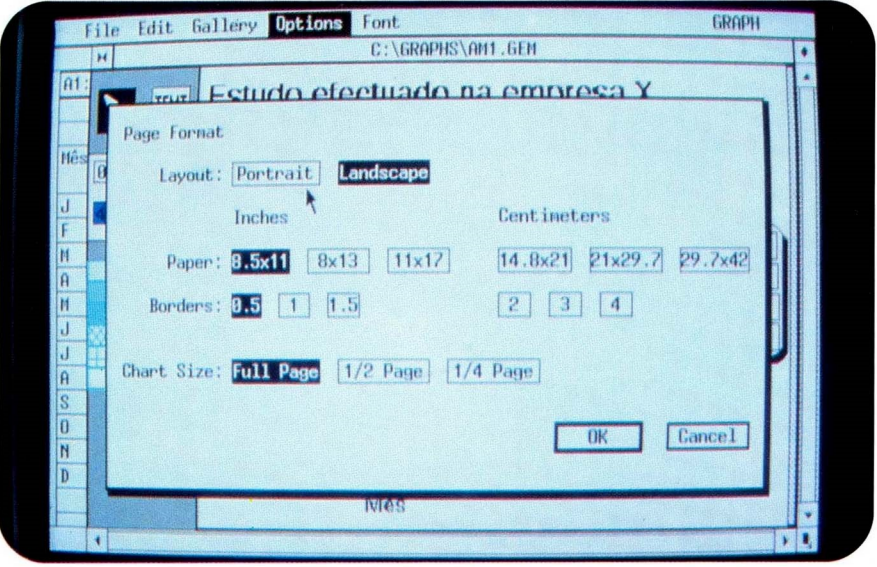 File Edit Gallery Options Font GRAPH
C:\GRAPHS\AM1.GEM
A1:
TEXT Estudo efectuado na empresa Y
Page Format
Mês
Layout: Portrait Landscape
Inches Centimeters
Paper: 8.5x11 8x13 11x17 14.8x21 21x29.7 29.7x42
Borders: 0.5 1 1.5 2 3 4
Chart Size: Full Page 1/2 Page 1/4 Page
OK Cancel
J
F
M
A
M
J
J
A
S
O
N
D
Mês